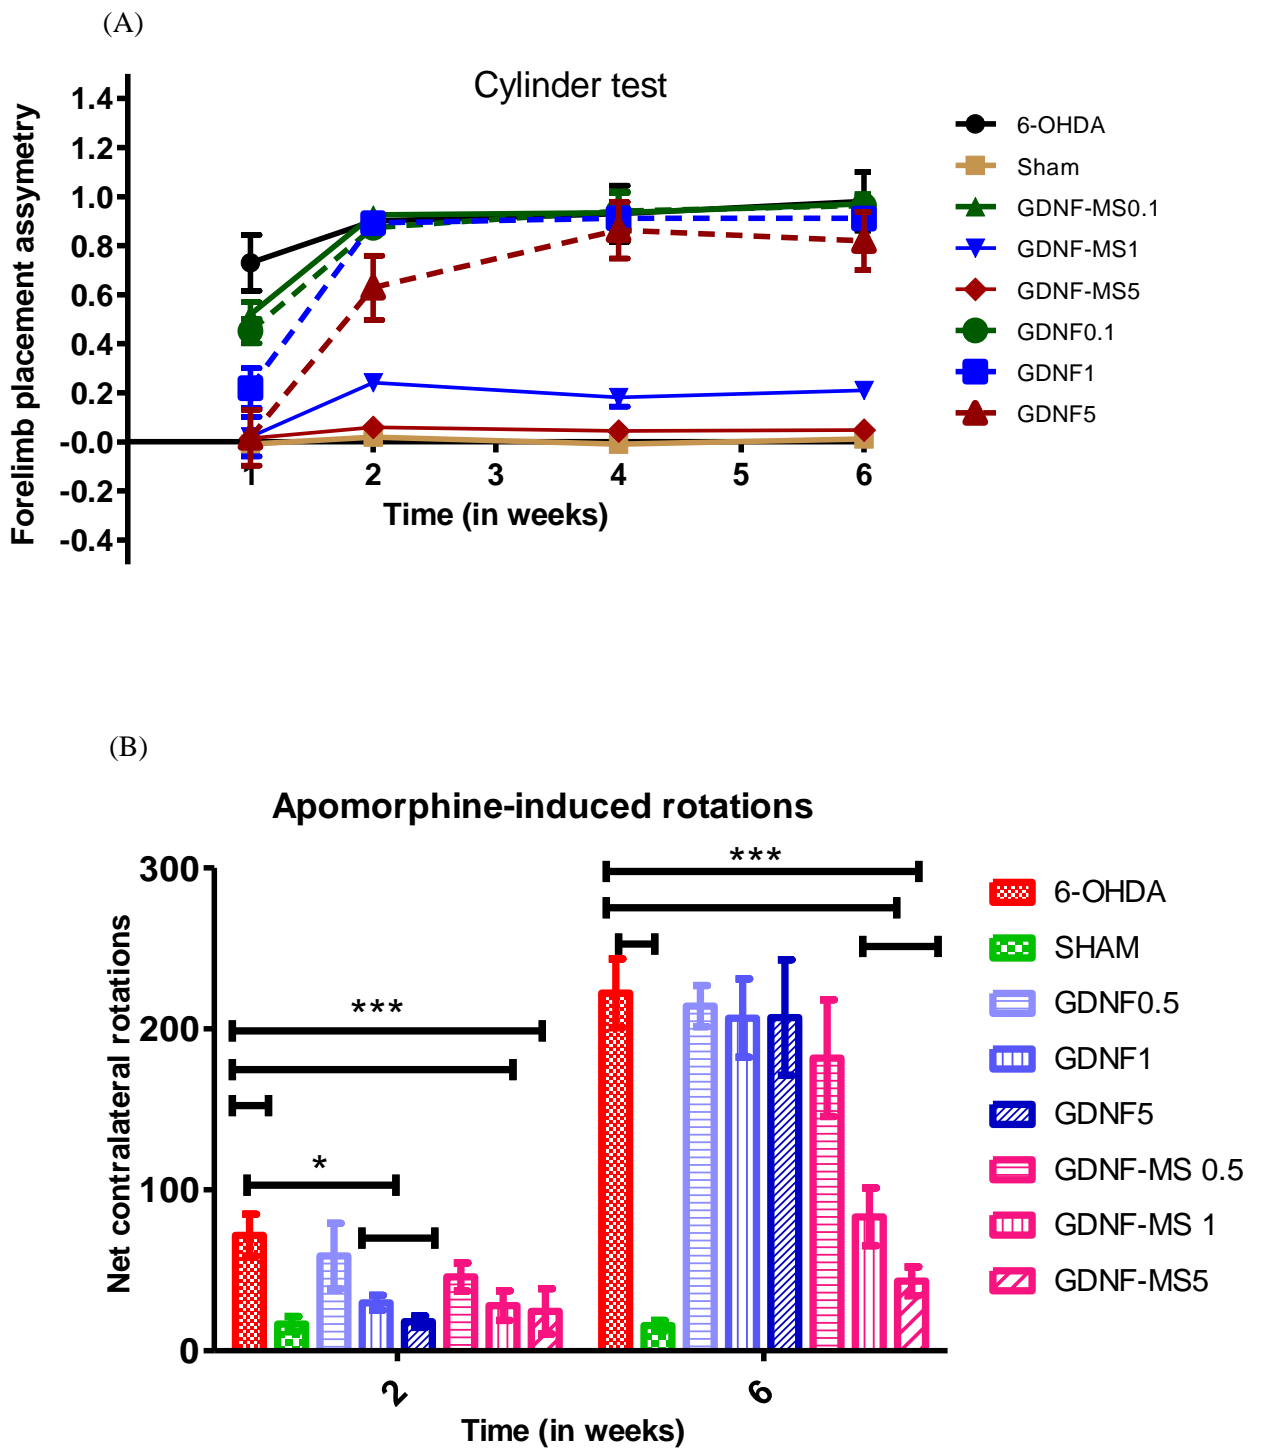 (A)
Cylinder test
Forelimb placement assymetry
1.4
1.2
1.0
0.8
0.6
0.4
0.2
-0.0
-0.2
-0.4
1
2
3
4
5
6
Time (in weeks)
6-OHDA
Sham
GDNF-MS0.1
GDNF-MS1
GDNF-MS5
GDNF0.1
GDNF1
GDNF5
(B)
Apomorphine-induced rotations
Net contralateral rotations
300
200
100
0
***
*
***
2
6
Time (in weeks)
6-OHDA
SHAM
GDNF0.5
GDNF1
GDNF5
GDNF-MS 0.5
GDNF-MS 1
GDNF-MS5